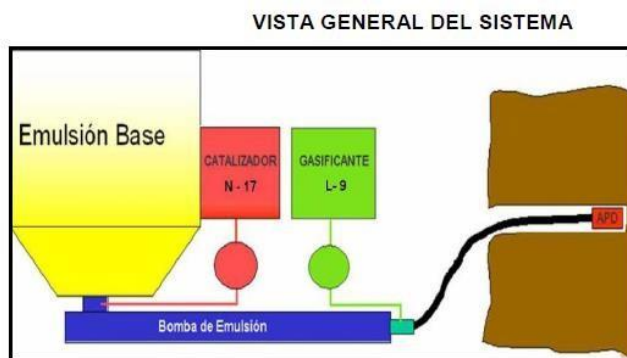 VISTA GENERAL DEL SISTEMA
Emulsión Base
CATALIZADOR
N - 17
GASIFICANTE
L- 9
APD
Bomba de Emulsión